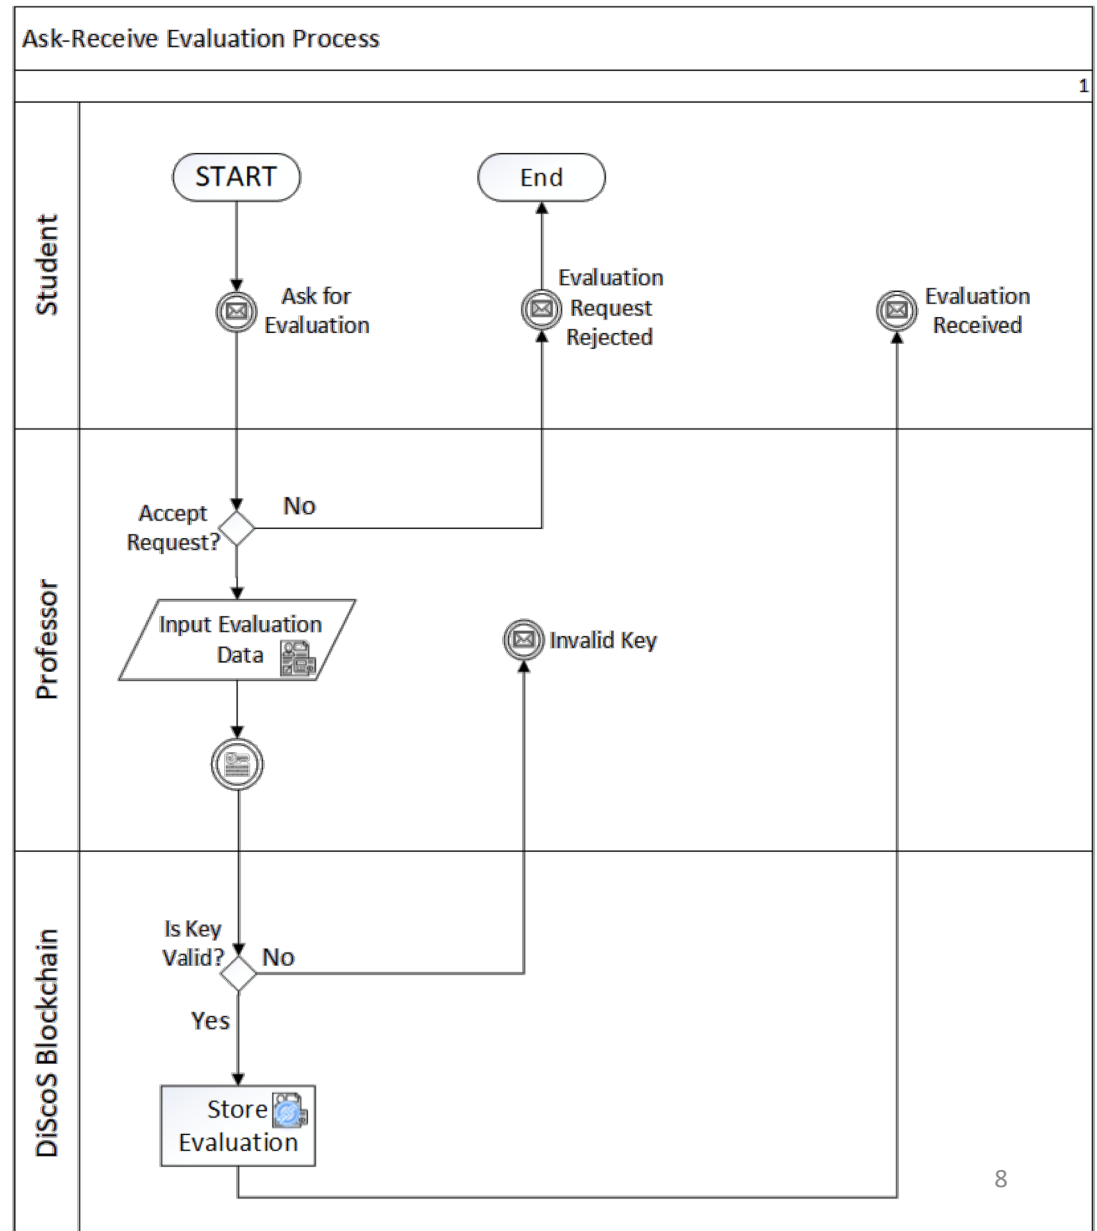 Ask-Receive Evaluation Process
1
Student
START
End
Ask for
Evaluation
Evaluation
Request
Rejected
Evaluation
Received
Professor
Accept
Request?
No
Input Evaluation
Data
Invalid Key
DiScoS Blockchain
Is Key
Valid?
No
Yes
Store
Evaluation
8